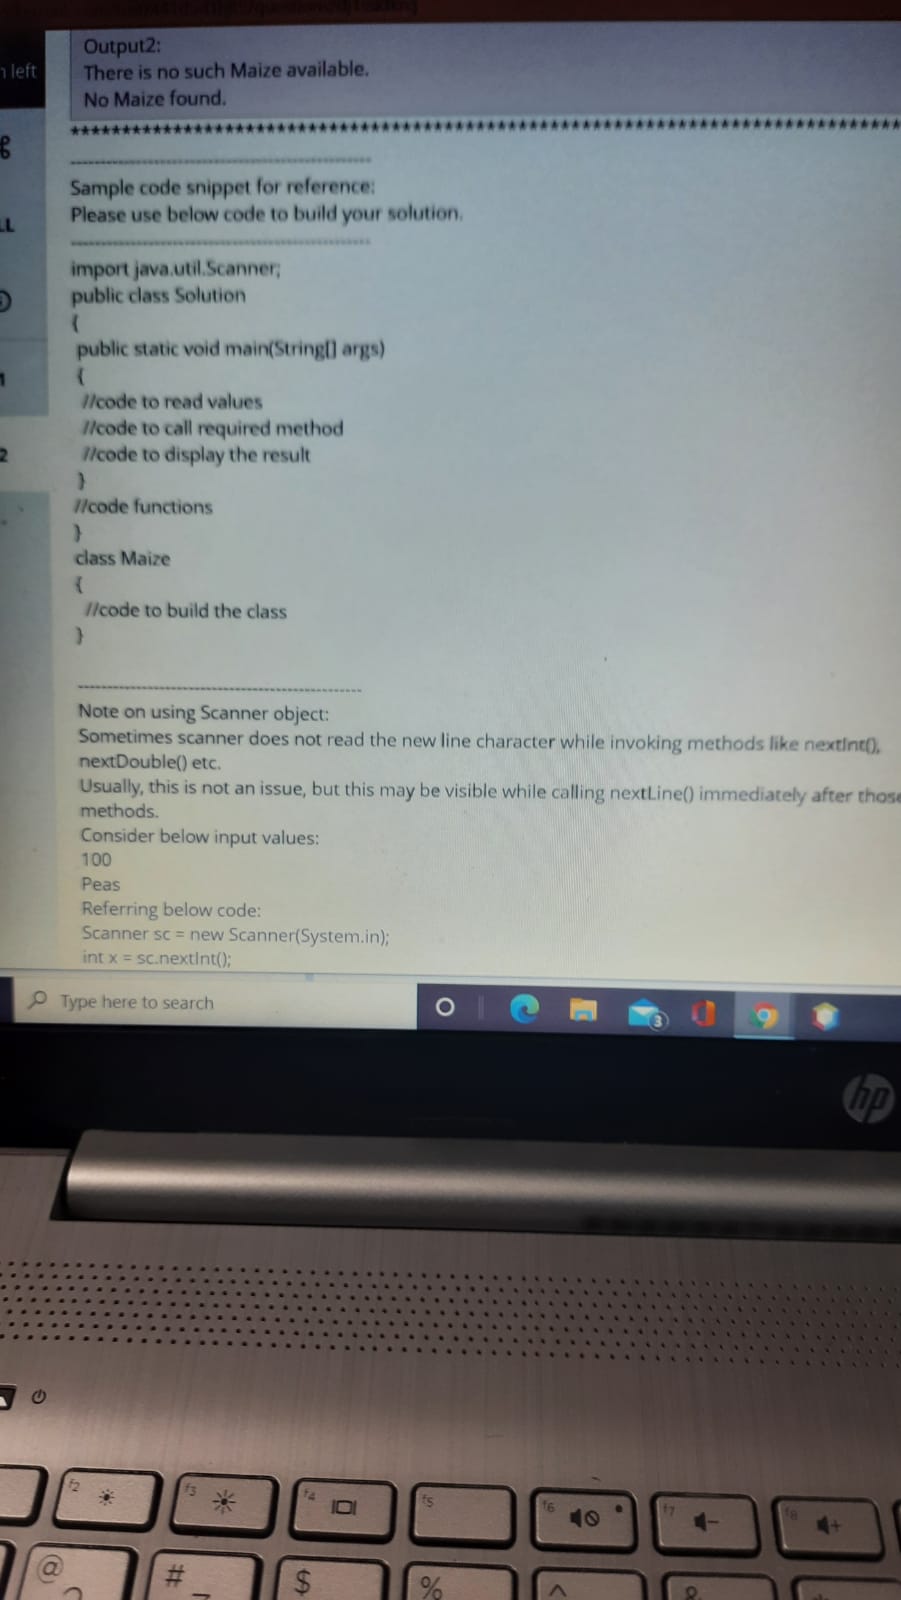 n left
Output2:
There is no such Maize available.
No Maize found.
********************************************************************************
--------------------------------------------------
Sample code snippet for reference:
Please use below code to build your solution.
--------------------------------------------------
import java.util.Scanner;
public class Solution
{
public static void main(String[] args)
{
//code to read values
//code to call required method
//code to display the result
}
//code functions
}
class Maize
{
//code to build the class
}
--------------------------------------------------
Note on using Scanner object:
Sometimes scanner does not read the new line character while invoking methods like nextInt(),
nextDouble() etc.
Usually, this is not an issue, but this may be visible while calling nextLine() immediately after those
methods.
Consider below input values:
100
Peas
Referring below code:
Scanner sc = new Scanner(System.in);
int x = sc.nextInt();
LL
1
2
Type here to search
3
hp
f2
f3
f4
f5
f6
f7
f8
@
#
$
%
^
&